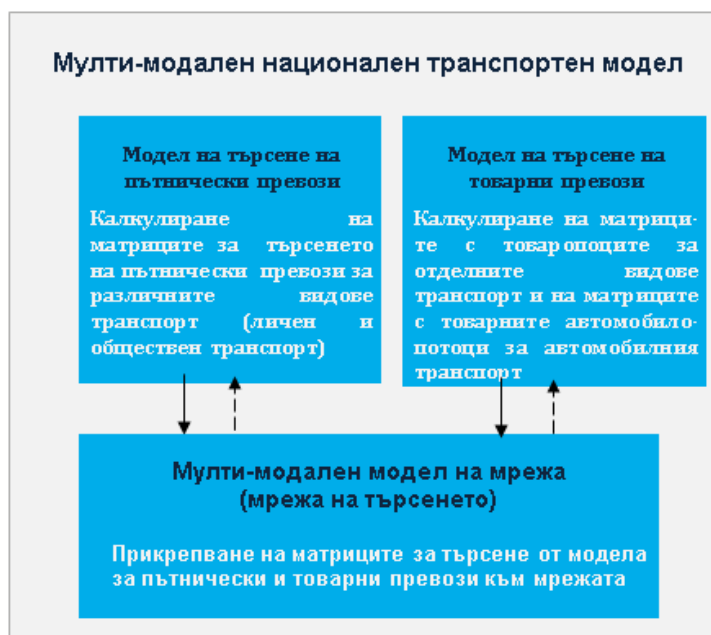 Мулти-модален национален транспортен модел
Модел на търсене на
пътнически превози
Калкулиране на
матриците за търсенето
на пътнически превози за
различните видове
транспорт (личен и
обществен транспорт)
Модел на търсене на
товарни превози
Калкулиране на матрици-
те с товаропоците за
отделните видове
транспорт и на матриците
с товарните автомобило-
потоци за автомобилния
транспорт
Мулти-модален модел на мрежа
(мрежа на търсенето)
Прикрепване на матриците за търсене от модела
за пътнически и товарни превози към мрежата